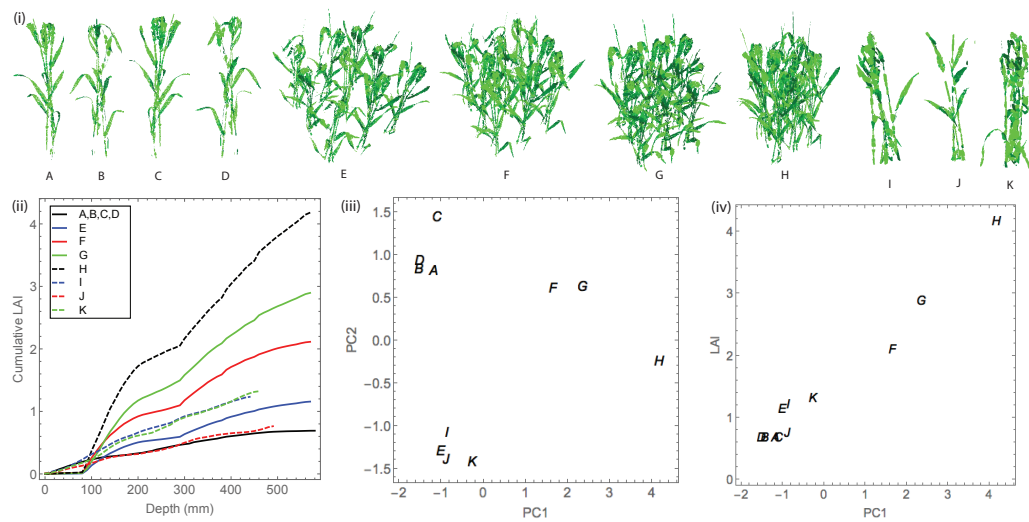 (i)
A B C D E F G H I J K
(ii)
A,B,C,D
E
F
G
H
I
J
K
Cumulative LAI
4
3
2
1
0
0 100 200 300 400 500
Depth (mm)
(iii)
PC2
1.5
1.0
0.5
0.0
−0.5
−1.0
−1.5
C
D
B A
F G
H
I
E
J K
−2 −1 0 1 2 3 4
PC1
(iv)
LAI
4
3
2
1
0
H
G
F
K
E I
J
D B A C
−2 −1 0 1 2 3 4
PC1